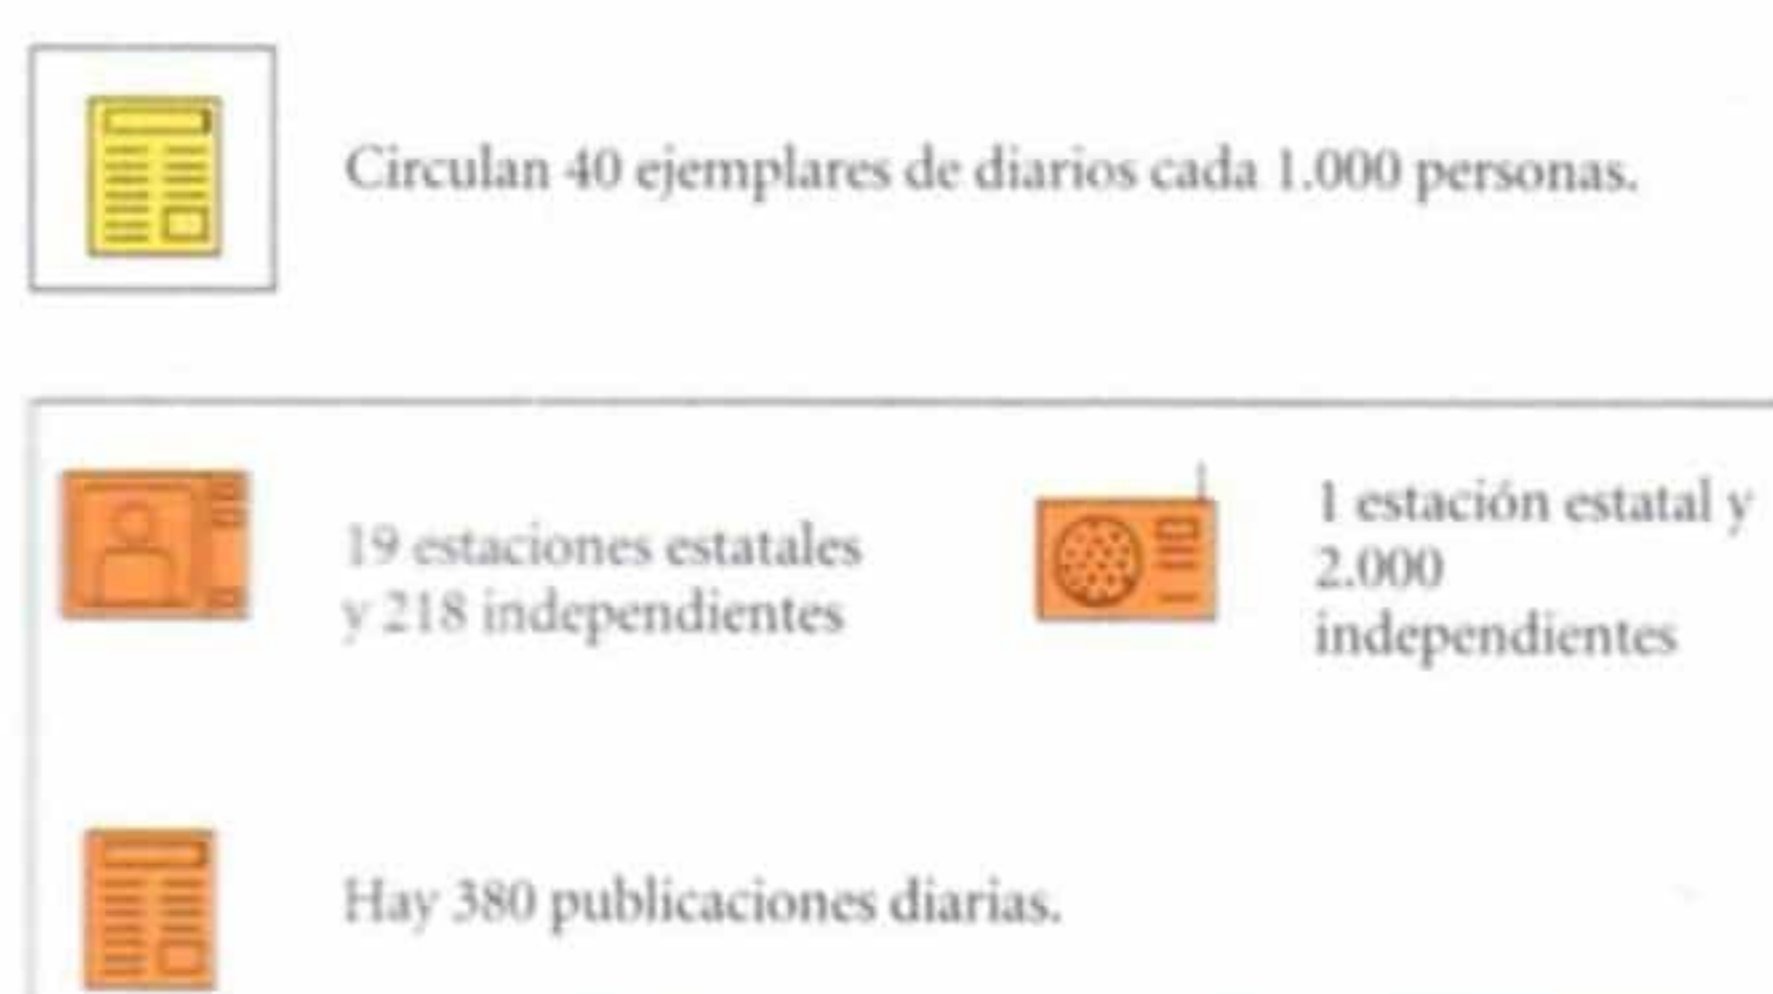 Circulan 40 ejemplares de diarios cada 1.000 personas.
19 estaciones estatales
y 218 independientes
1 estación estatal y
2.000
independientes
Hay 380 publicaciones diarias.